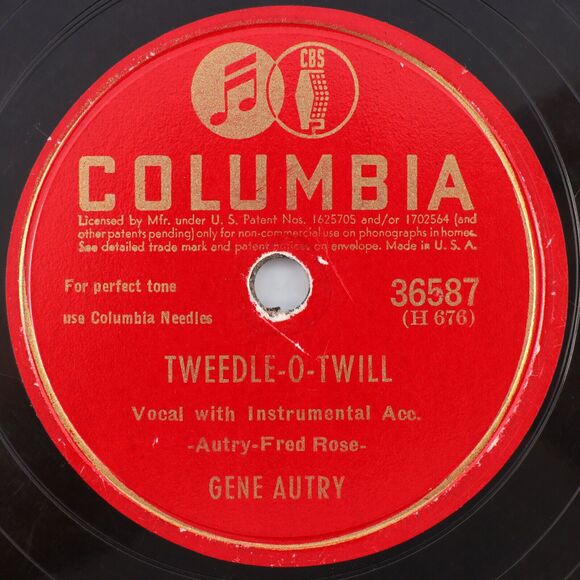 CBS
COLUMBIA
Licensed by Mfr. under U. S. Patent Nos. 1625705 and/or 1702564 (and
other patents pending) only for non-commercial use on phonographs in homes.
See detailed trade mark and patent notices on envelope. Made in U. S. A.
For perfect tone
use Columbia Needles
36587
(H 676)
TWEEDLE-O-TWILL
Vocal with Instrumental Acc.
-Autry-Fred Rose-
GENE AUTRY